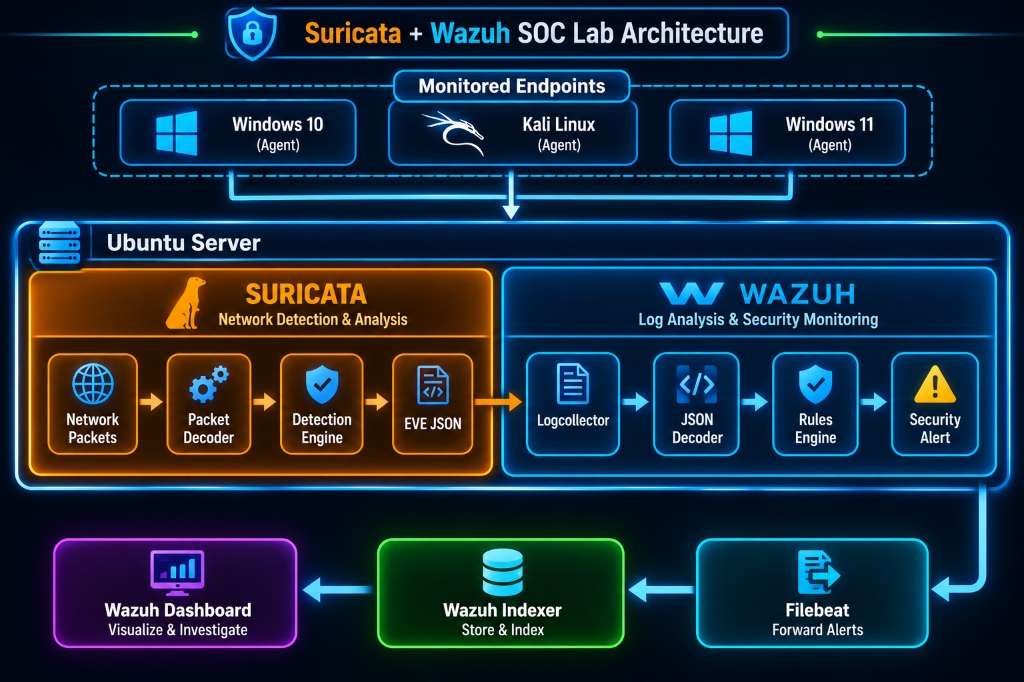 Suricata + Wazuh SOC Lab Architecture
Monitored Endpoints
Windows 10
(Agent)
Kali Linux
(Agent)
Windows 11
(Agent)
Ubuntu Server
SURICATA
Network Detection & Analysis
WAZUH
Log Analysis & Security Monitoring
Network
Packets
Packet
Decoder
Detection
Engine
EVE JSON
Logcollector
JSON
Decoder
Rules
Engine
Security
Alert
Wazuh Dashboard
Visualize & Investigate
Wazuh Indexer
Store & Index
Filebeat
Forward Alerts